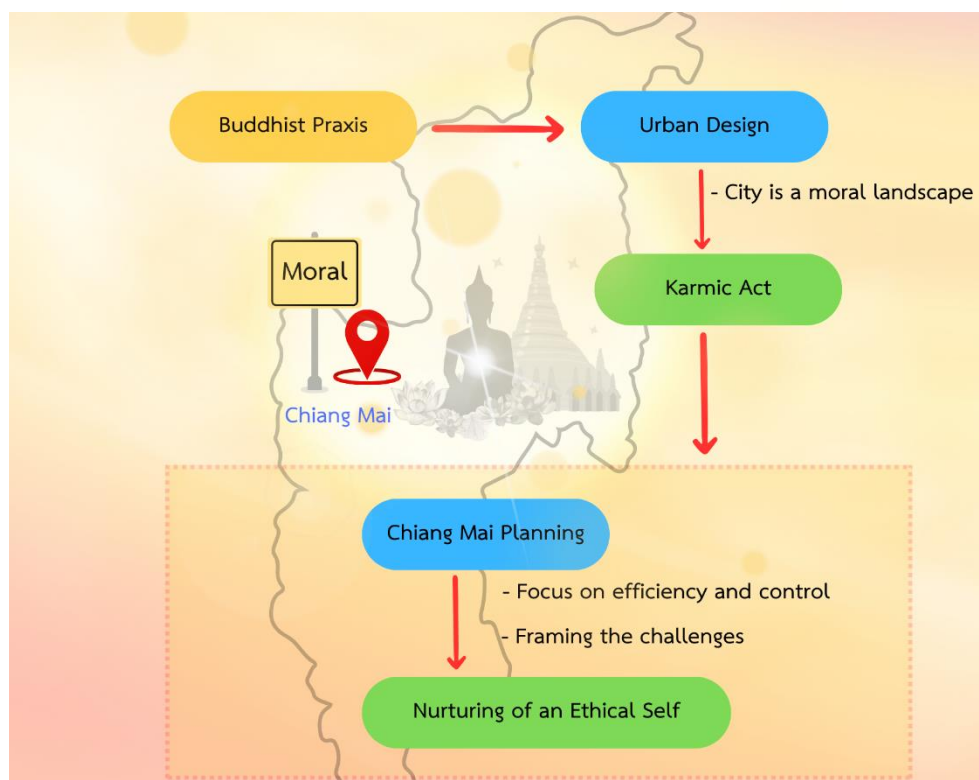 Buddhist Praxis
Urban Design
- City is a moral landscape
Moral
Karmic Act
Chiang Mai
Chiang Mai Planning
- Focus on efficiency and control
- Framing the challenges
Nurturing of an Ethical Self